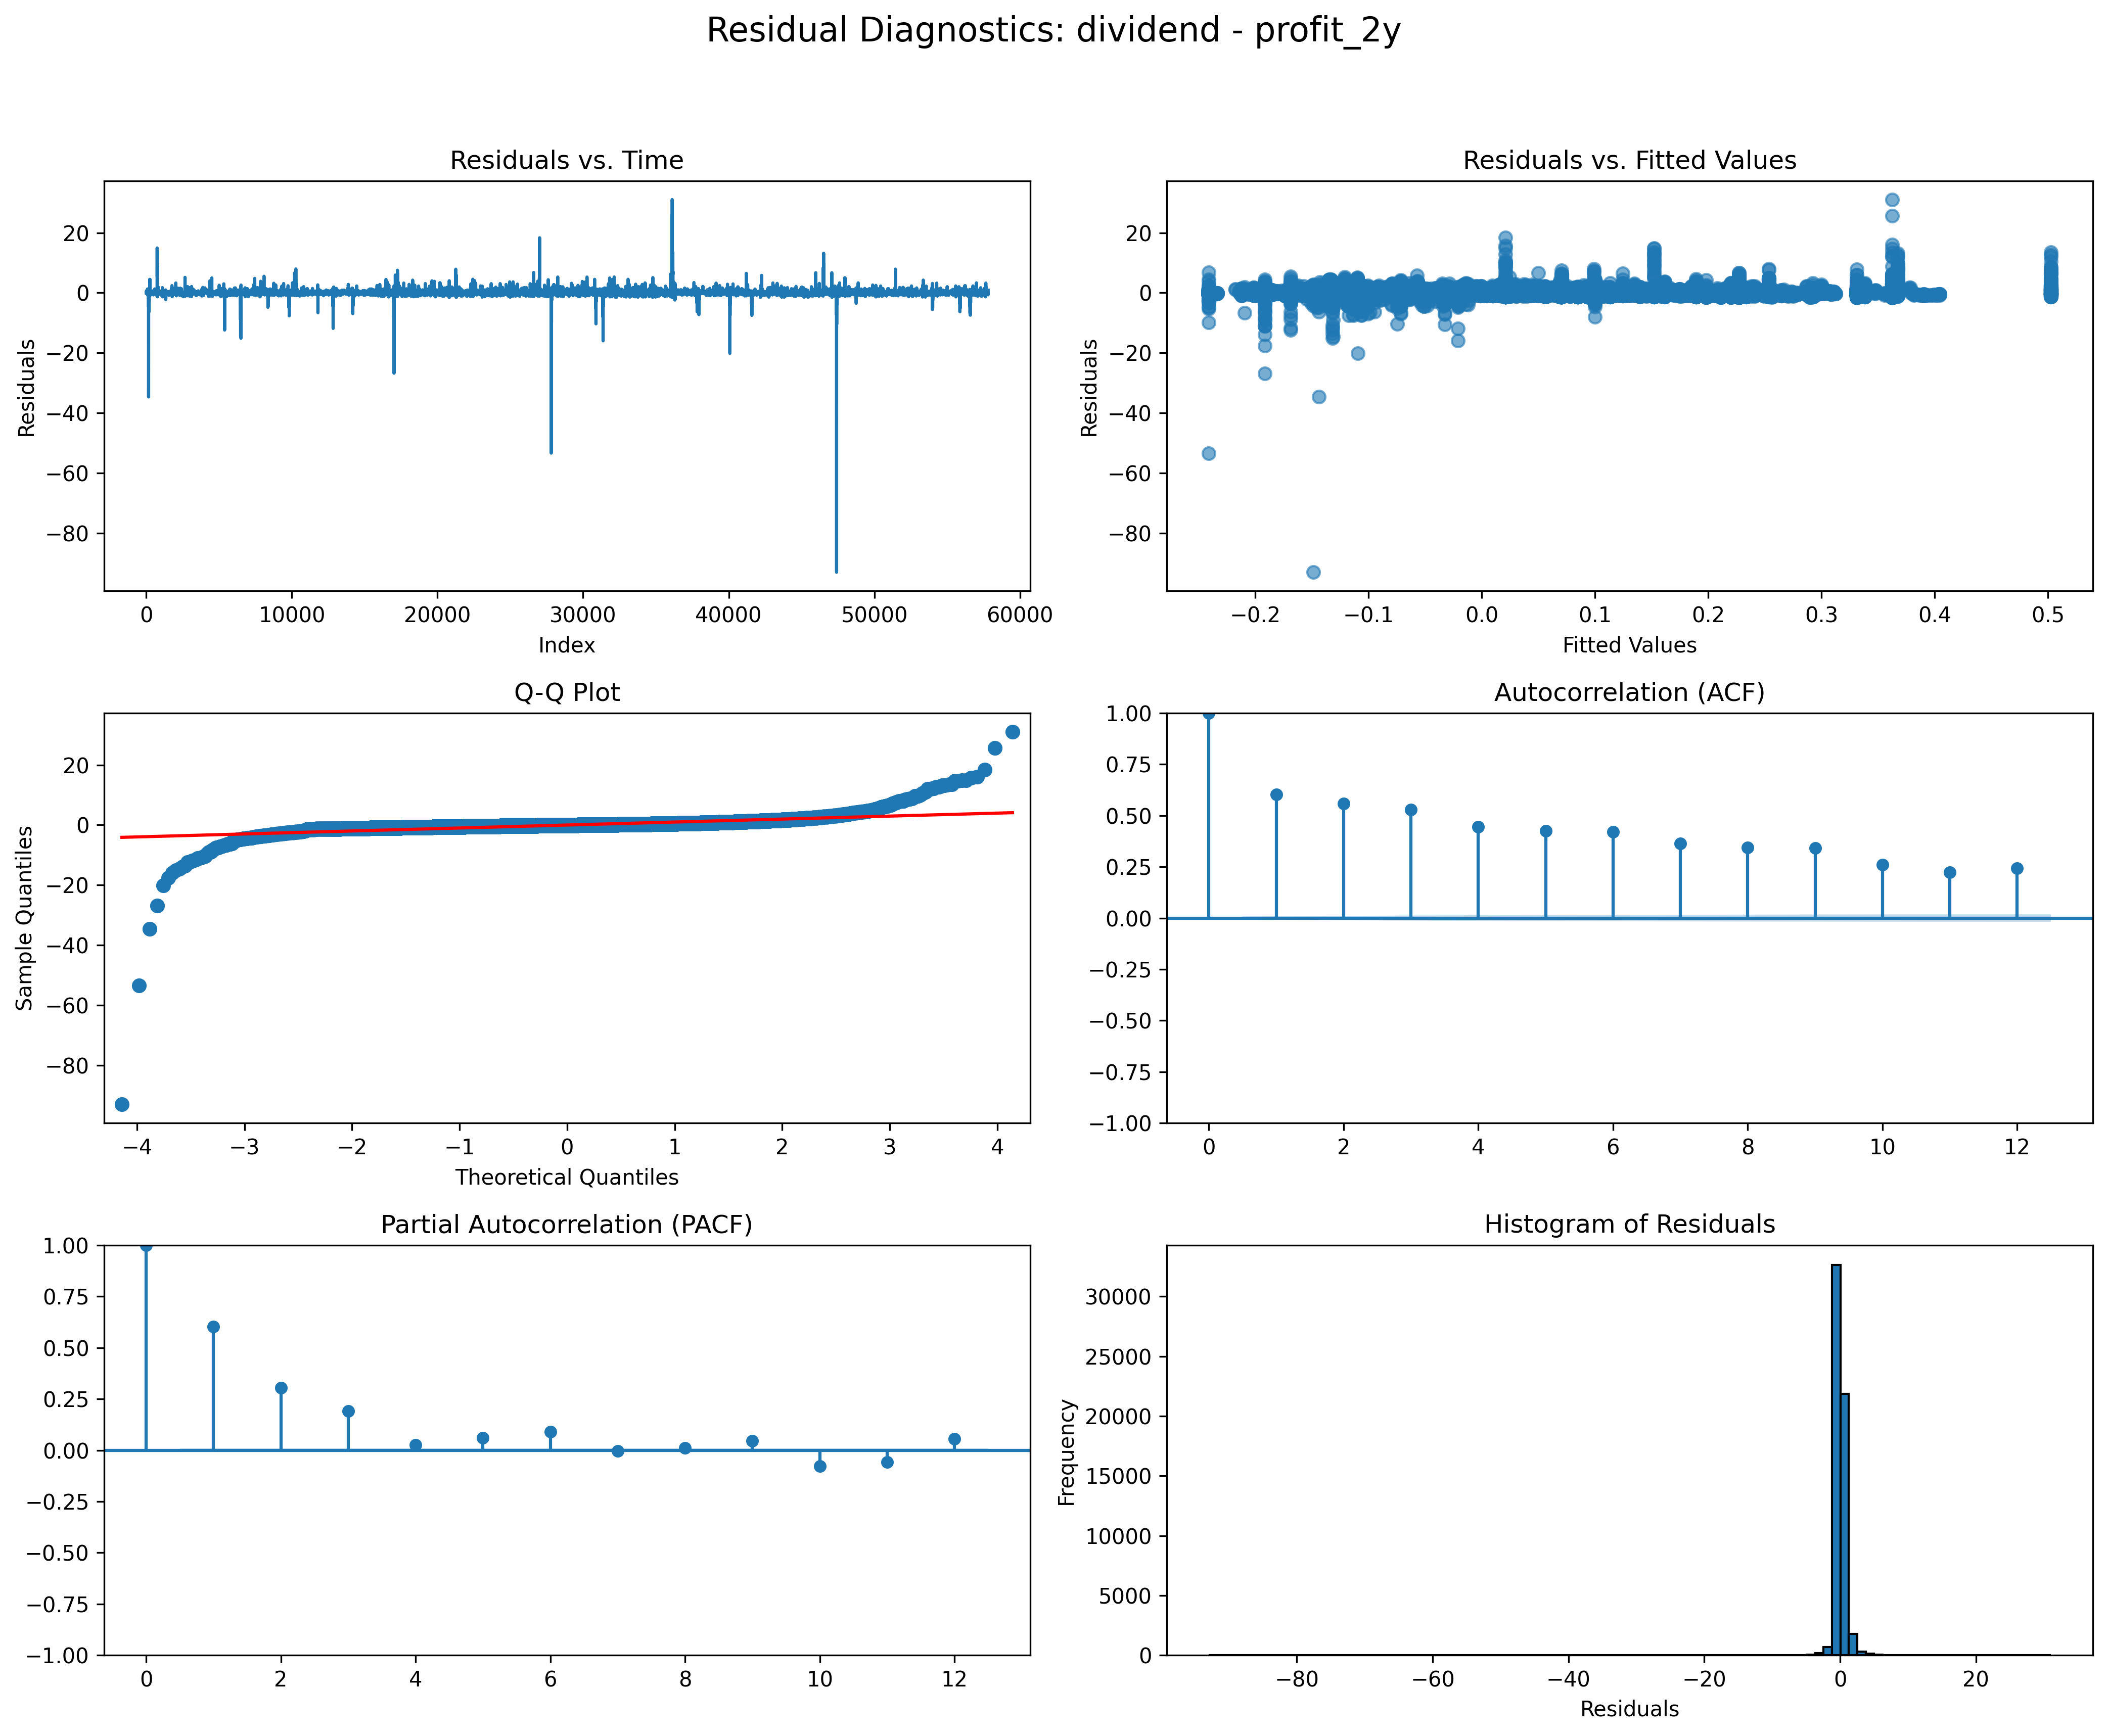 Residual Diagnostics: dividend - profit_2y
Residuals vs. Time
20
0
−20
−40
−60
−80
Residuals
0 10000 20000 30000 40000 50000 60000
Index
Residuals vs. Fitted Values
20
0
−20
−40
−60
−80
Residuals
−0.2 −0.1 0.0 0.1 0.2 0.3 0.4 0.5
Fitted Values
Q-Q Plot
20
0
−20
−40
−60
−80
Sample Quantiles
−4 −3 −2 −1 0 1 2 3 4
Theoretical Quantiles
Autocorrelation (ACF)
1.00
0.75
0.50
0.25
0.00
−0.25
−0.50
−0.75
−1.00
0 2 4 6 8 10 12
Partial Autocorrelation (PACF)
1.00
0.75
0.50
0.25
0.00
−0.25
−0.50
−0.75
−1.00
0 2 4 6 8 10 12
Histogram of Residuals
30000
25000
20000
15000
10000
5000
0
Frequency
−80 −60 −40 −20 0 20
Residuals